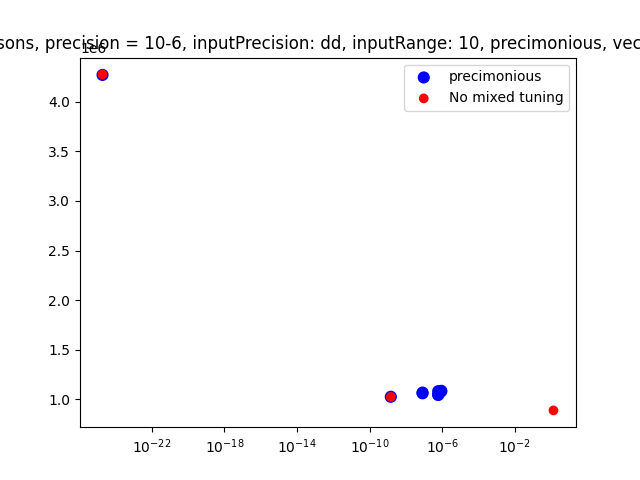 sons, precision = 10-6, inputPrecision: dd, inputRange: 10, precimonious, vec
1e6
precimonious
No mixed tuning
4.0
3.5
3.0
2.5
2.0
1.5
1.0
10⁻²² 10⁻¹⁸ 10⁻¹⁴ 10⁻¹⁰ 10⁻⁶ 10⁻²